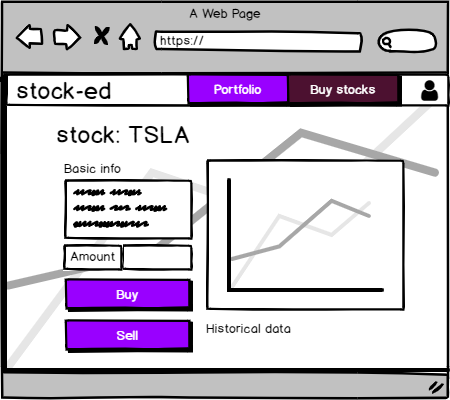 A Web Page
https://
stock-ed
Portfolio
Buy stocks
stock: TSLA
Basic info
Amount
Buy
Sell
Historical data